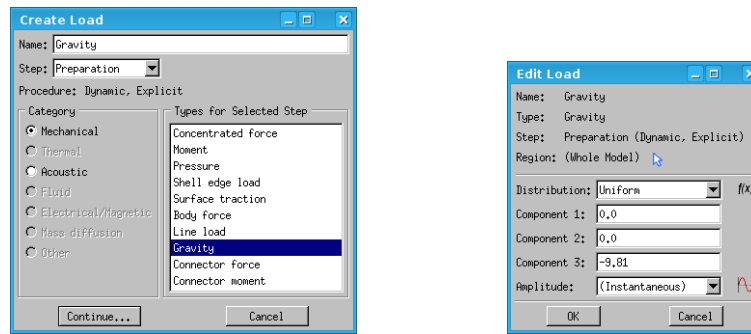 Create Load
Name: Gravity
Step: Preparation
Procedure: Dynamic, Explicit
Category
Mechanical
Thermal
Acoustic
Fluid
Electrical/Magnetic
Mass diffusion
Other
Types for Selected Step
Concentrated force
Moment
Pressure
Shell edge load
Surface traction
Body force
Line load
Gravity
Connector force
Connector moment
Continue...
Cancel
Edit Load
Name: Gravity
Type: Gravity
Step: Preparation (Dynamic, Explicit)
Region: (Whole Model)
Distribution: Uniform f(x)
Component 1: 0.0
Component 2: 0.0
Component 3: -9.81
Amplitude: (Instantaneous)
OK
Cancel